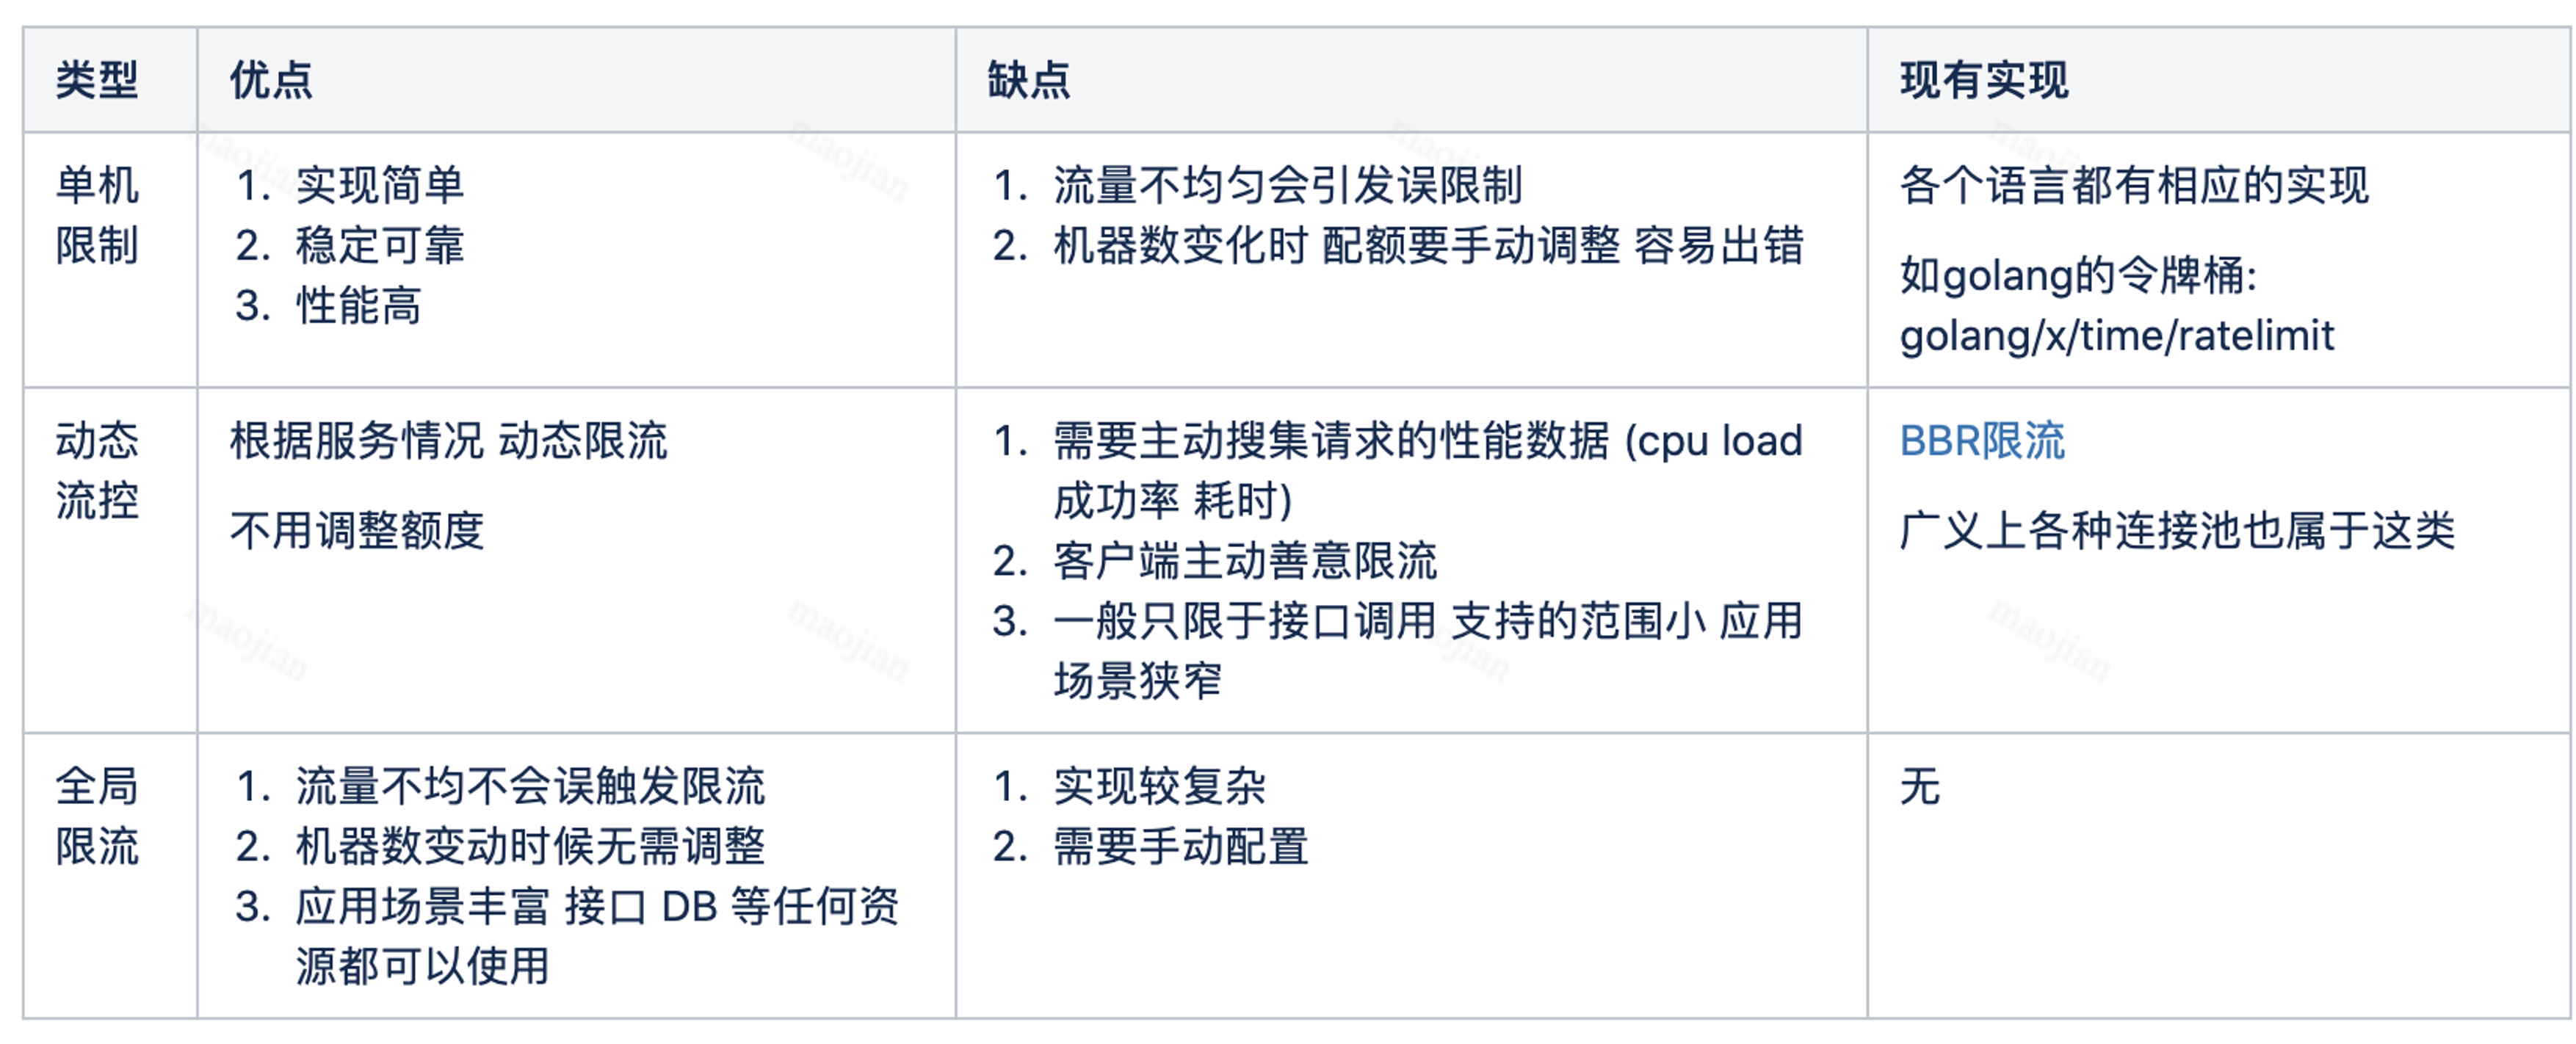 类型 优点 缺点 现有实现
单机
限制
1. 实现简单
2. 稳定可靠
3. 性能高
1. 流量不均匀会引发误限制
2. 机器数变化时 配额要手动调整 容易出错
各个语言都有相应的实现
如golang的令牌桶:
golang/x/time/ratelimit
动态
流控
根据服务情况 动态限流
不用调整额度
1. 需要主动搜集请求的性能数据 (cpu load
成功率 耗时)
2. 客户端主动善意限流
3. 一般只限于接口调用 支持的范围小 应用
场景狭窄
BBR限流
广义上各种连接池也属于这类
全局
限流
1. 流量不均不会误触发限流
2. 机器数变动时候无需调整
3. 应用场景丰富 接口 DB 等任何资
源都可以使用
1. 实现较复杂
2. 需要手动配置
无
maojian
maojian
maojian
maojian
maojian
maojian
maojian
maojian